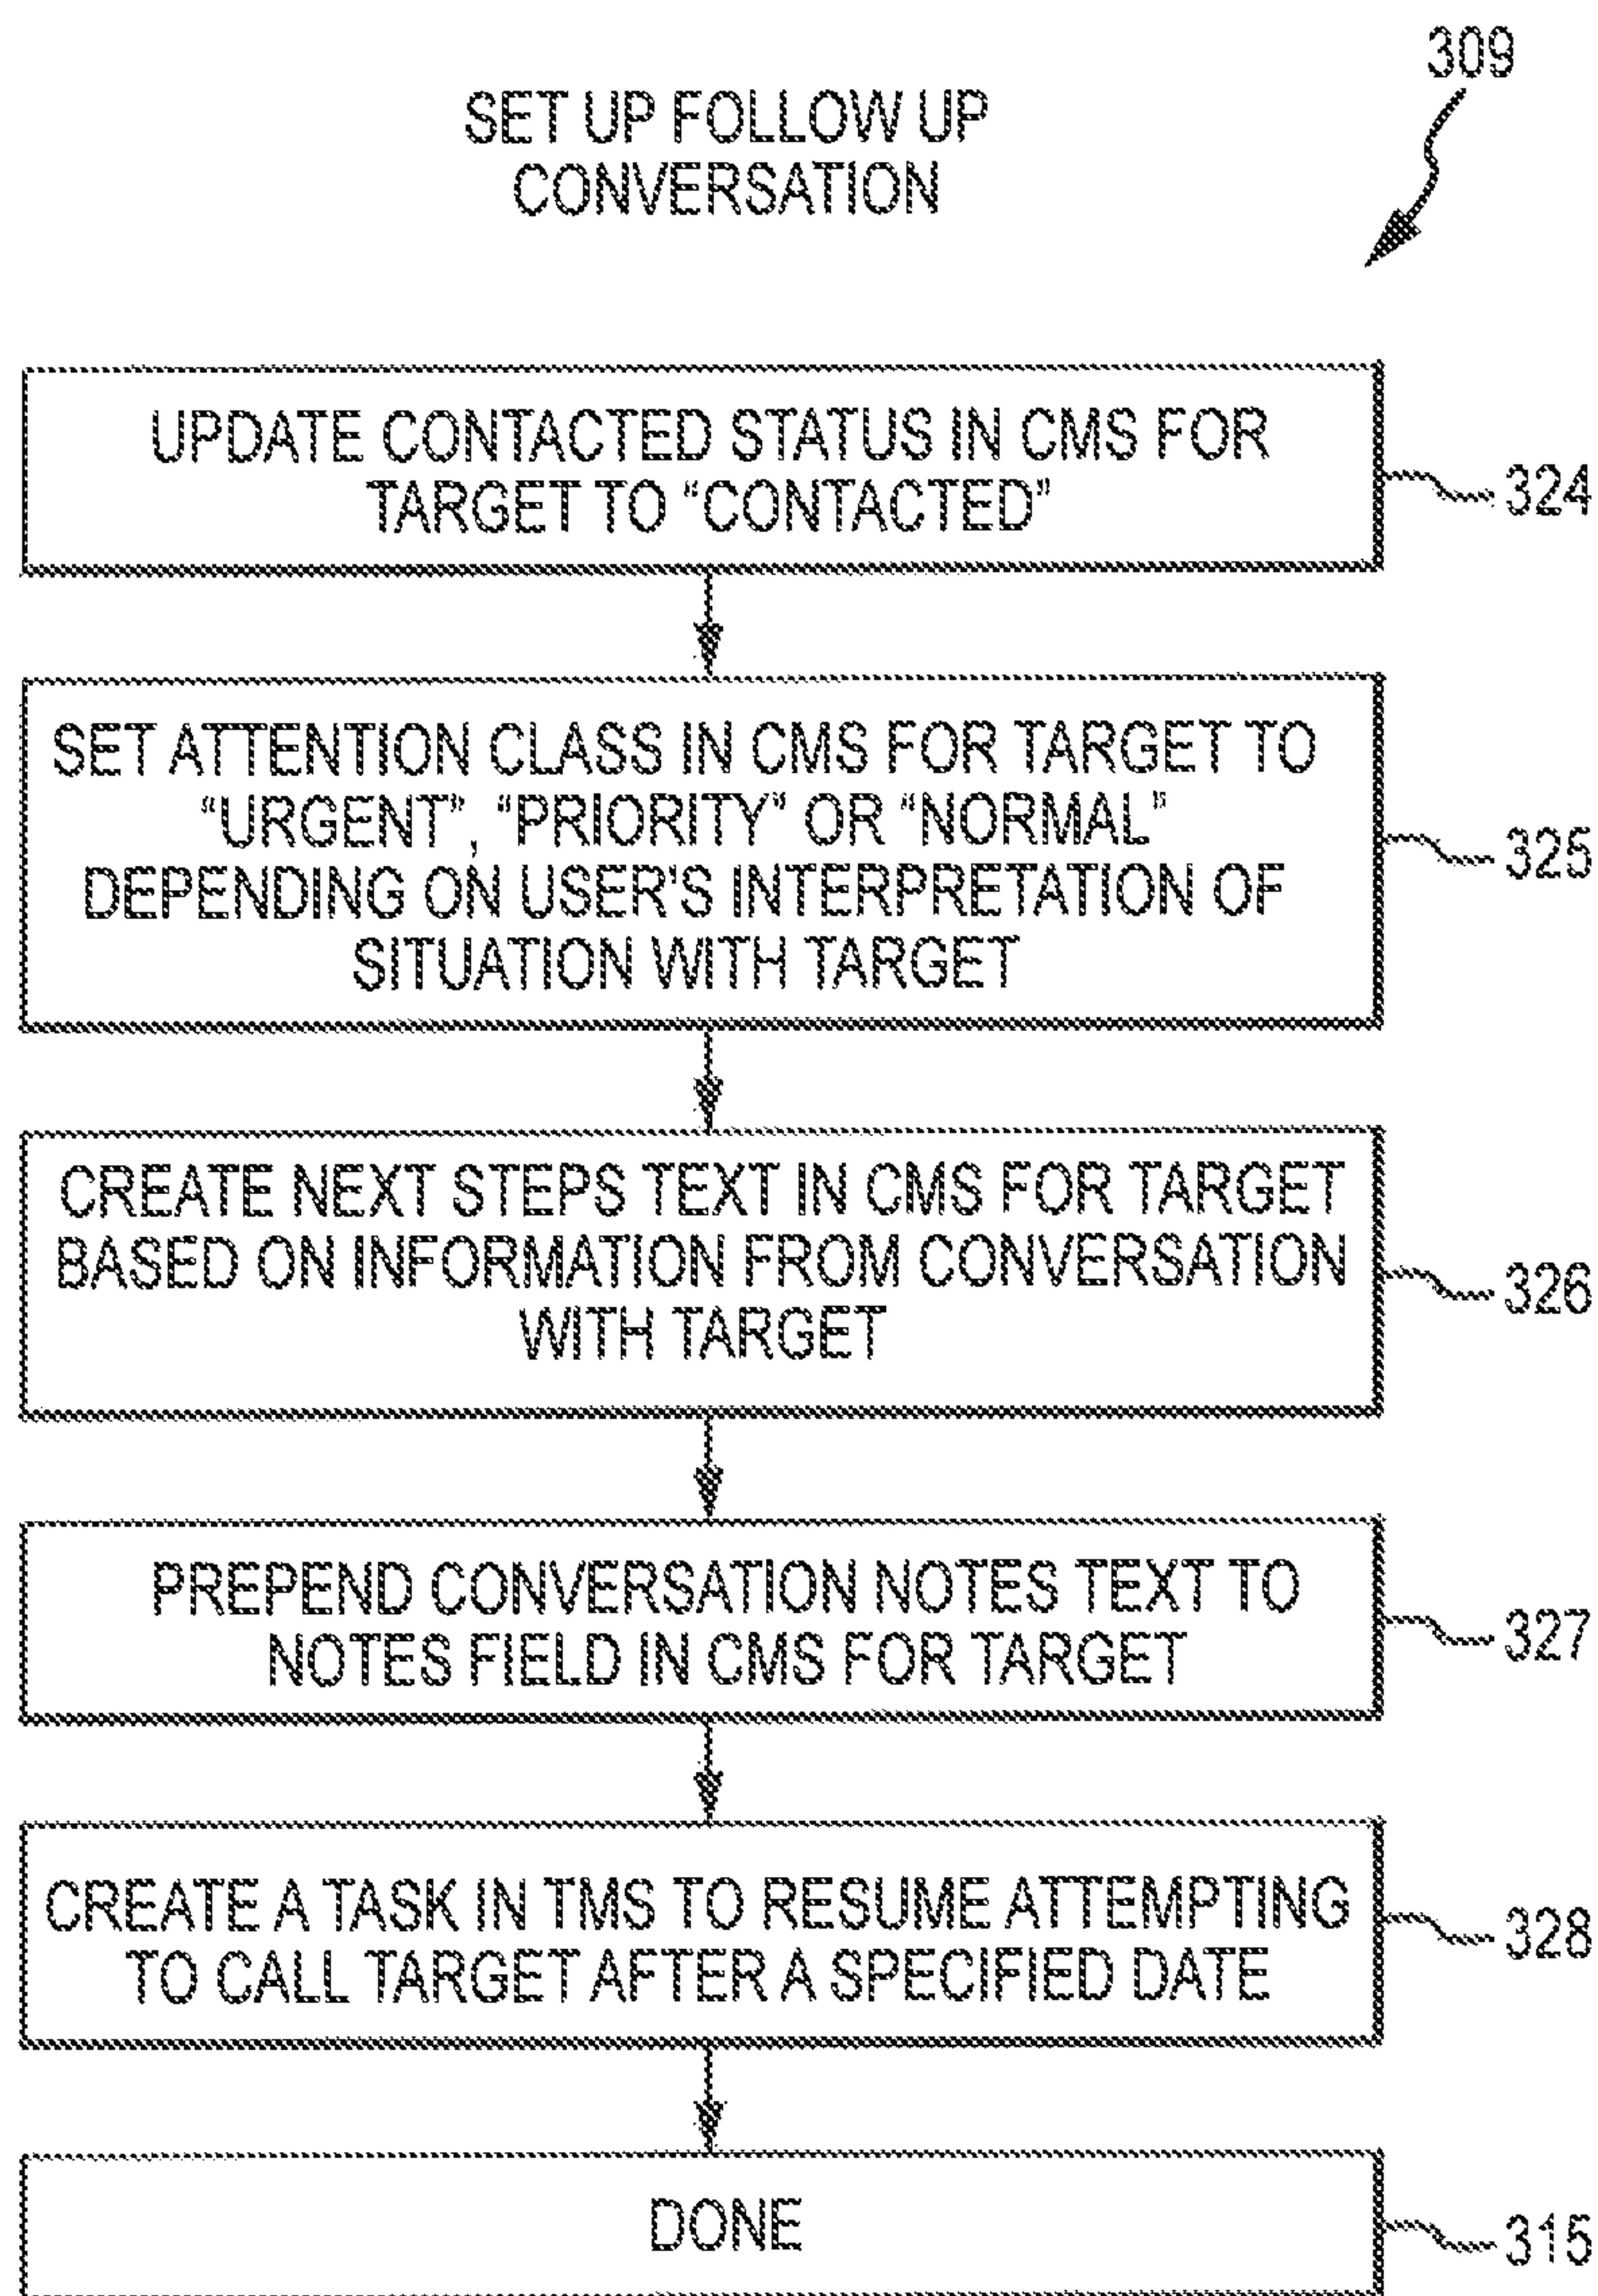 309
SET UP FOLLOW UP
CONVERSATION
UPDATE CONTACTED STATUS IN CMS FOR
TARGET TO “CONTACTED”
324
SET ATTENTION CLASS IN CMS FOR TARGET TO
“URGENT”, “PRIORITY” OR “NORMAL”
DEPENDING ON USER'S INTERPRETATION OF
SITUATION WITH TARGET
325
CREATE NEXT STEPS TEXT IN CMS FOR TARGET
BASED ON INFORMATION FROM CONVERSATION
WITH TARGET
326
PREPEND CONVERSATION NOTES TEXT TO
NOTES FIELD IN CMS FOR TARGET
327
CREATE A TASK IN TMS TO RESUME ATTEMPTING
TO CALL TARGET AFTER A SPECIFIED DATE
328
DONE
315